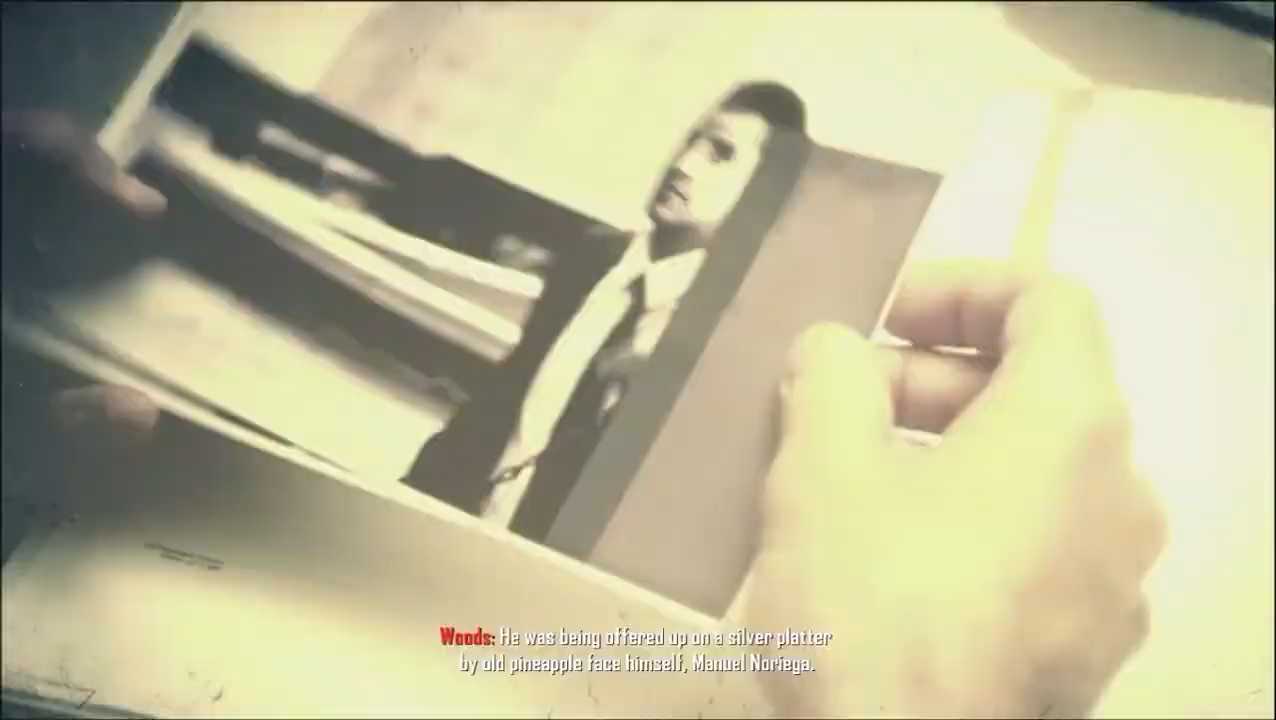 Woods: He was being offered up on a silver platter
by old pineapple face himself, Manuel Noriega.